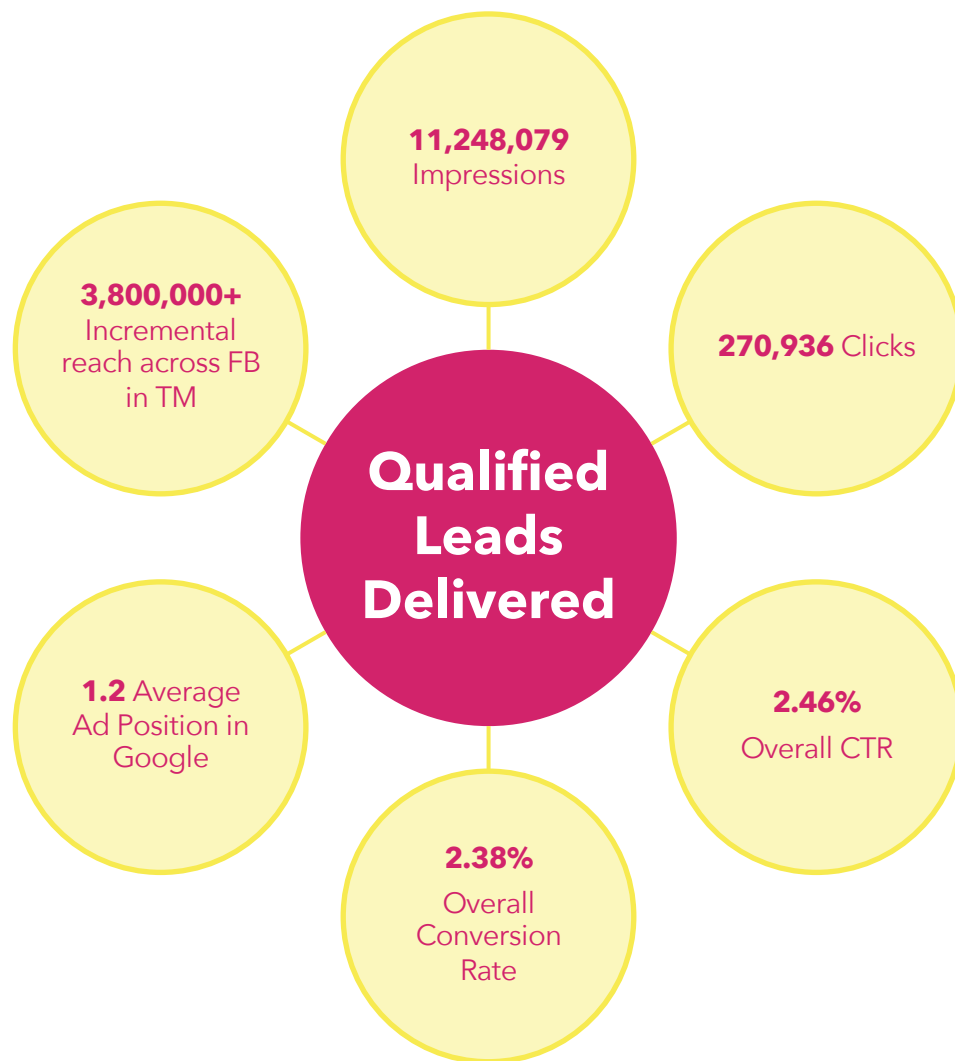 11,248,079
Impressions
3,800,000+
Incremental
reach across FB
in TM
270,936 Clicks
Qualified
Leads
Delivered
1.2 Average
Ad Position in
Google
2.46%
Overall CTR
2.38%
Overall
Conversion
Rate